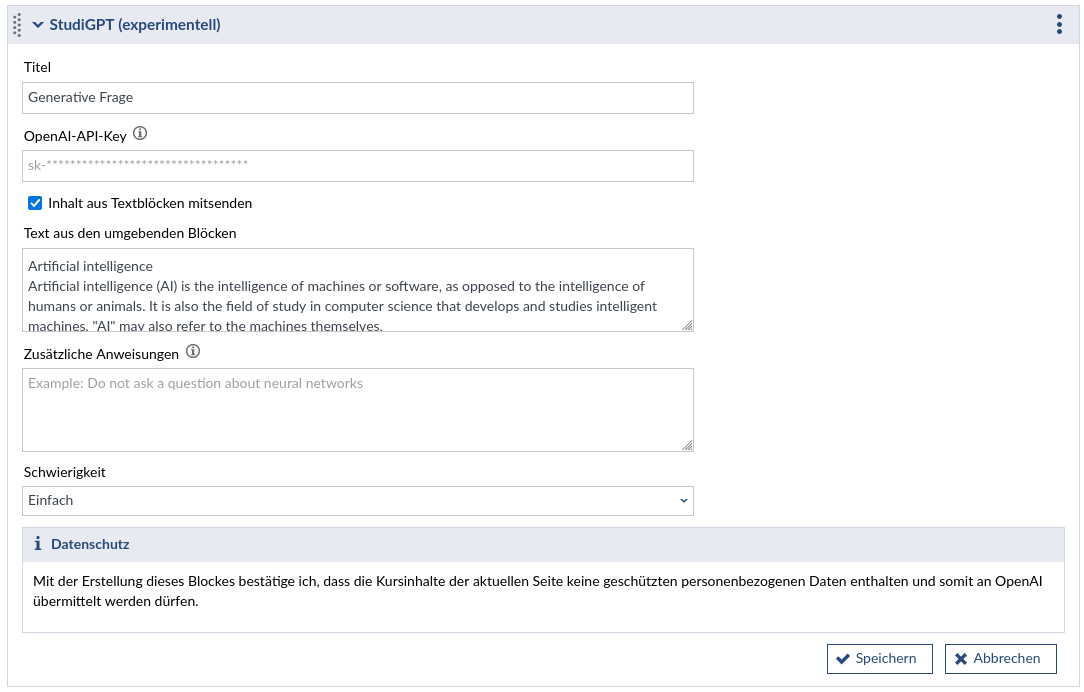 StudiGPT (experimentell)
Titel
Generative Frage
OpenAI-API-Key
sk-**********************************
Inhalt aus Textblöcken mitsenden
Text aus den umgebenden Blöcken
Artificial intelligence
Artificial intelligence (AI) is the intelligence of machines or software, as opposed to the intelligence of
humans or animals. It is also the field of study in computer science that develops and studies intelligent
machines. "AI" may also refer to the machines themselves.
Zusätzliche Anweisungen
Example: Do not ask a question about neural networks
Schwierigkeit
Einfach
Datenschutz
Mit der Erstellung dieses Blockes bestätige ich, dass die Kursinhalte der aktuellen Seite keine geschützten personenbezogenen Daten enthalten und somit an OpenAI
übermittelt werden dürfen.
Speichern
Abbrechen